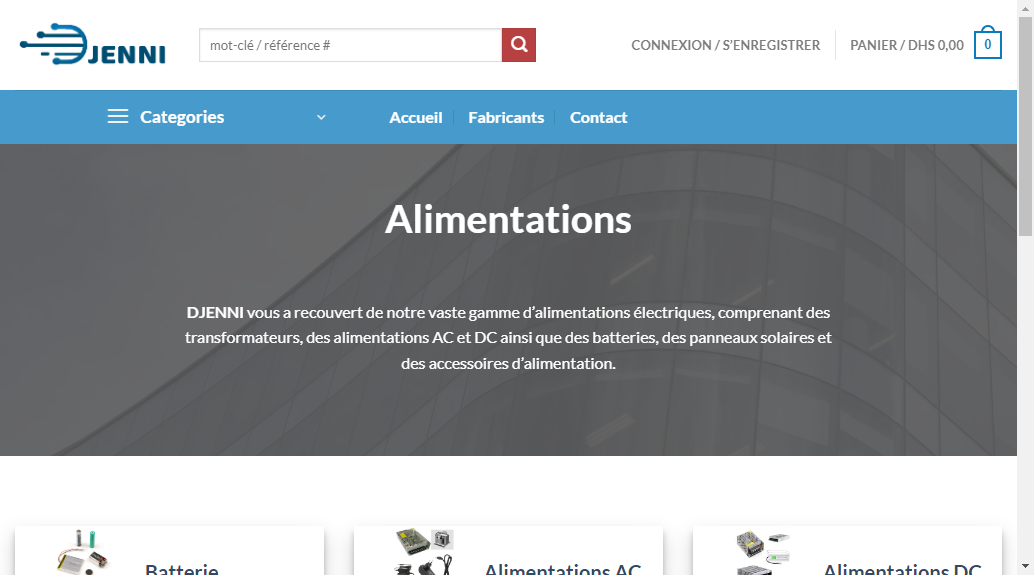 DJENNI
mot-clé / référence #
CONNEXION / S'ENREGISTRER
PANIER / DHS 0,00
0
Categories
Accueil
Fabricants
Contact
Alimentations
DJENNI vous a recouvert de notre vaste gamme d'alimentations électriques, comprenant des
transformateurs, des alimentations AC et DC ainsi que des batteries, des panneaux solaires et
des accessoires d'alimentation.
Batterie
Alimentations AC
Alimentations DC